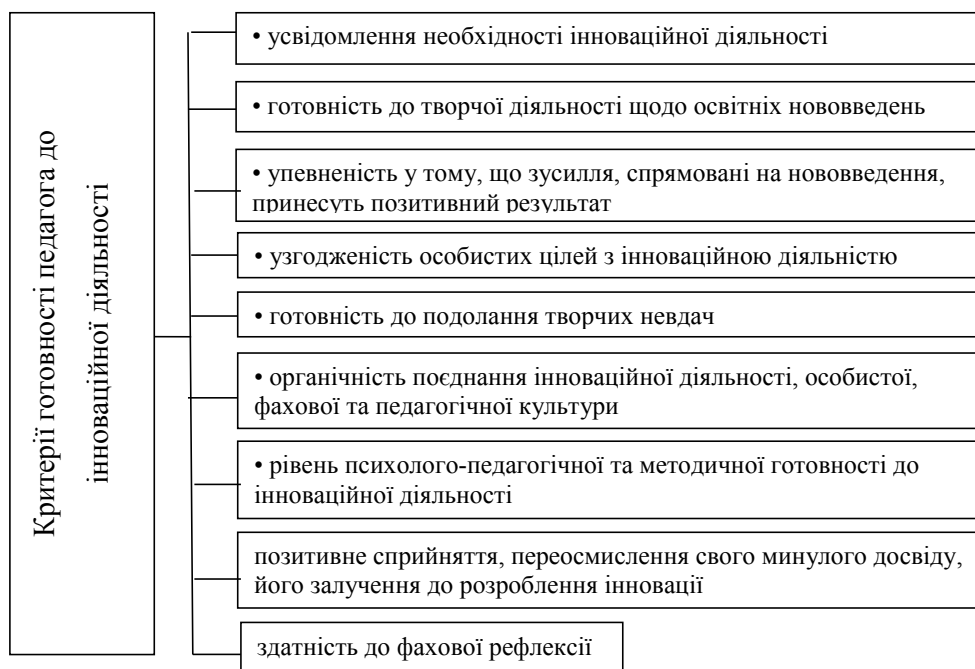 Критерії готовності педагога до
інноваційної діяльності
• усвідомлення необхідності інноваційної діяльності
• готовність до творчої діяльності щодо освітніх нововведень
• упевненість у тому, що зусилля, спрямовані на нововведення,
принесуть позитивний результат
• узгодженість особистих цілей з інноваційною діяльністю
• готовність до подолання творчих невдач
• органічність поєднання інноваційної діяльності, особистої,
фахової та педагогічної культури
• рівень психолого-педагогічної та методичної готовності до
інноваційної діяльності
позитивне сприйняття, переосмислення свого минулого досвіду,
його залучення до розроблення інновації
здатність до фахової рефлексії